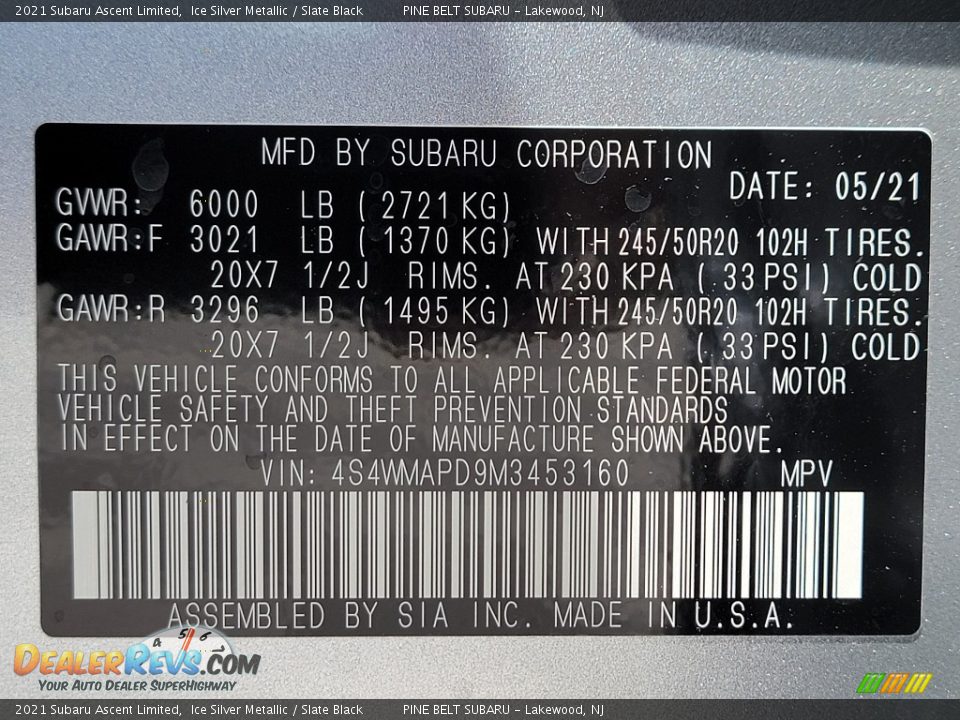 2021 Subaru Ascent Limited, Ice Silver Metallic / Slate Black PINE BELT SUBARU - Lakewood, NJ
MFD BY SUBARU CORPORATION
DATE: 05/21
GVWR: 6000 LB ( 2721 KG)
GAWR:F 3021 LB ( 1370 KG) WITH 245/50R20 102H TIRES.
20X7 1/2J RIMS. AT 230 KPA ( 33 PSI) COLD
GAWR:R 3296 LB ( 1495 KG) WITH 245/50R20 102H TIRES.
20X7 1/2J RIMS. AT 230 KPA ( 33 PSI) COLD
THIS VEHICLE CONFORMS TO ALL APPLICABLE FEDERAL MOTOR
VEHICLE SAFETY AND THEFT PREVENTION STANDARDS
IN EFFECT ON THE DATE OF MANUFACTURE SHOWN ABOVE.
VIN: 4S4WMAPD9M3453160 MPV
ASSEMBLED BY SIA INC. MADE IN U.S.A.
4 5 6
DEALERREVS.COM
YOUR AUTO DEALER SUPERHIGHWAY
2021 Subaru Ascent Limited, Ice Silver Metallic / Slate Black PINE BELT SUBARU - Lakewood, NJ